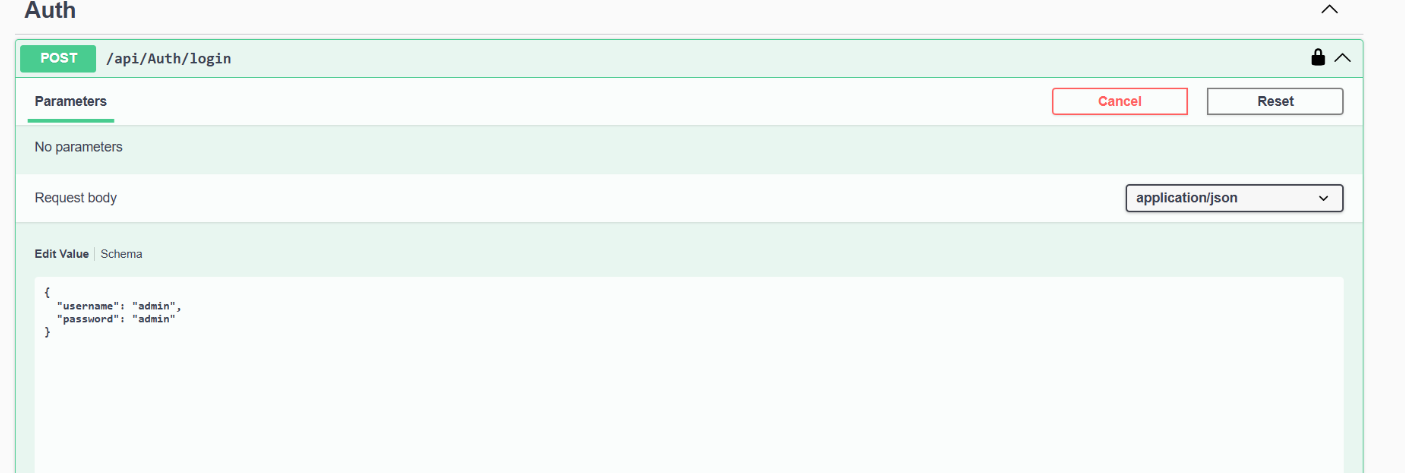 Auth
POST /api/Auth/login
Parameters Cancel Reset
No parameters
Request body application/json
Edit Value Schema
{
"username": "admin",
"password": "admin"
}